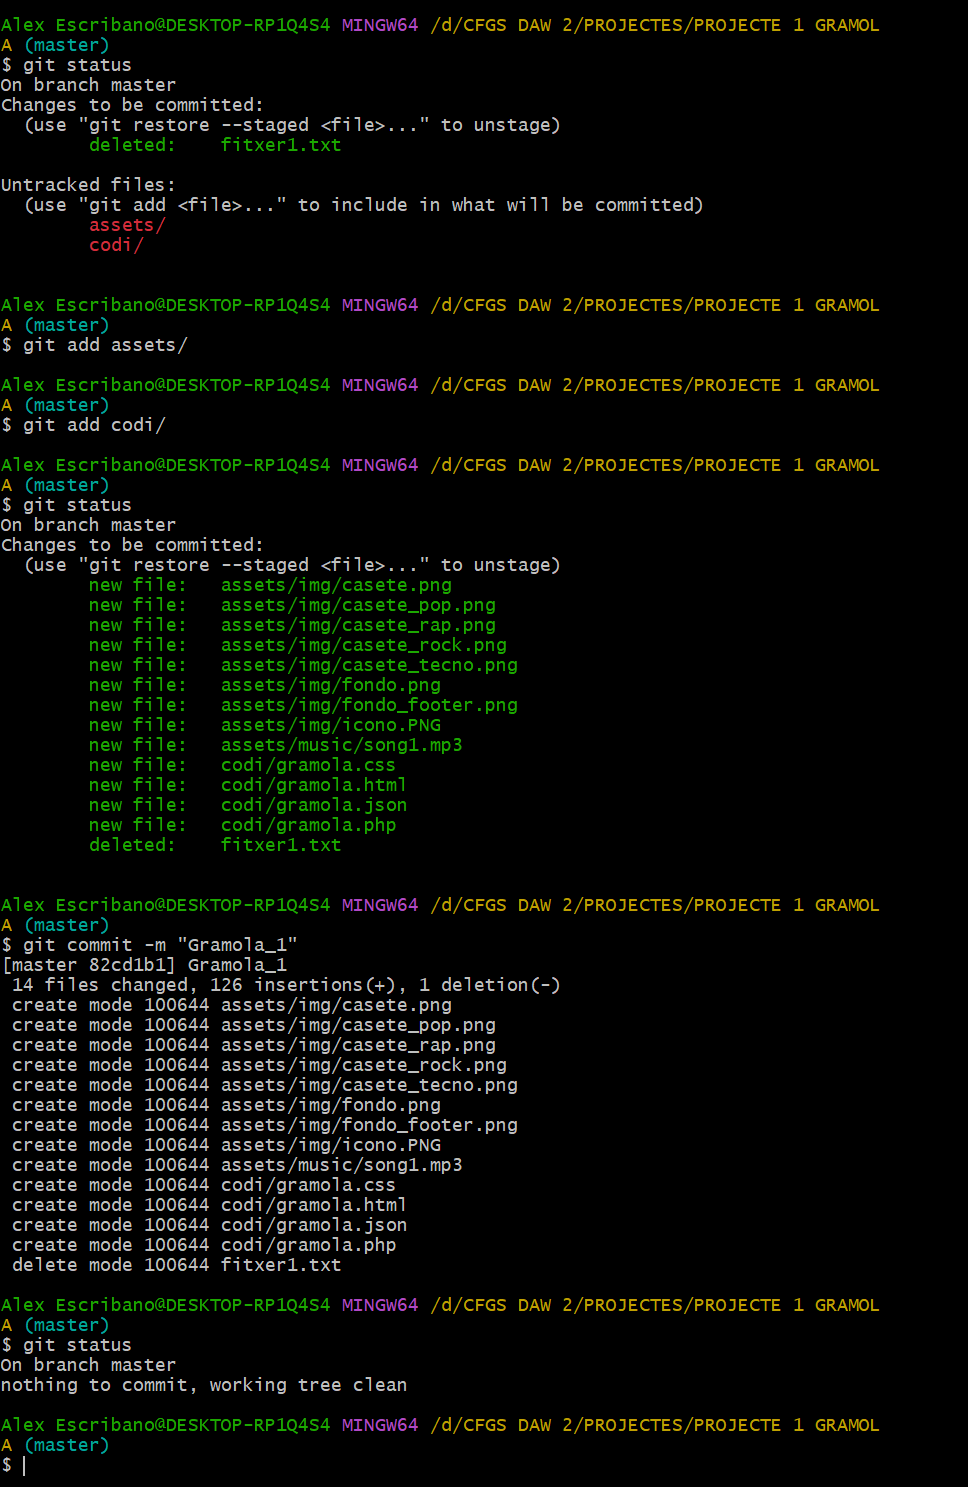 Alex Escribano@DESKTOP-RP1Q4S4 MINGW64 /d/CFGS DAW 2/PROJECTES/PROJECTE 1 GRAMOL
A (master)
$ git status
On branch master
Changes to be committed:
  (use "git restore --staged <file>..." to unstage)
        deleted:    fitxer1.txt

Untracked files:
  (use "git add <file>..." to include in what will be committed)
        assets/
        codi/

Alex Escribano@DESKTOP-RP1Q4S4 MINGW64 /d/CFGS DAW 2/PROJECTES/PROJECTE 1 GRAMOL
A (master)
$ git add assets/

Alex Escribano@DESKTOP-RP1Q4S4 MINGW64 /d/CFGS DAW 2/PROJECTES/PROJECTE 1 GRAMOL
A (master)
$ git add codi/

Alex Escribano@DESKTOP-RP1Q4S4 MINGW64 /d/CFGS DAW 2/PROJECTES/PROJECTE 1 GRAMOL
A (master)
$ git status
On branch master
Changes to be committed:
  (use "git restore --staged <file>..." to unstage)
        new file:   assets/img/casete.png
        new file:   assets/img/casete_pop.png
        new file:   assets/img/casete_rap.png
        new file:   assets/img/casete_rock.png
        new file:   assets/img/casete_tecno.png
        new file:   assets/img/fondo.png
        new file:   assets/img/fondo_footer.png
        new file:   assets/img/icono.PNG
        new file:   assets/music/song1.mp3
        new file:   codi/gramola.css
        new file:   codi/gramola.html
        new file:   codi/gramola.json
        new file:   codi/gramola.php
        deleted:    fitxer1.txt

Alex Escribano@DESKTOP-RP1Q4S4 MINGW64 /d/CFGS DAW 2/PROJECTES/PROJECTE 1 GRAMOL
A (master)
$ git commit -m "Gramola_1"
[master 82cd1b1] Gramola_1
 14 files changed, 126 insertions(+), 1 deletion(-)
 create mode 100644 assets/img/casete.png
 create mode 100644 assets/img/casete_pop.png
 create mode 100644 assets/img/casete_rap.png
 create mode 100644 assets/img/casete_rock.png
 create mode 100644 assets/img/casete_tecno.png
 create mode 100644 assets/img/fondo.png
 create mode 100644 assets/img/fondo_footer.png
 create mode 100644 assets/img/icono.PNG
 create mode 100644 assets/music/song1.mp3
 create mode 100644 codi/gramola.css
 create mode 100644 codi/gramola.html
 create mode 100644 codi/gramola.json
 create mode 100644 codi/gramola.php
 delete mode 100644 fitxer1.txt

Alex Escribano@DESKTOP-RP1Q4S4 MINGW64 /d/CFGS DAW 2/PROJECTES/PROJECTE 1 GRAMOL
A (master)
$ git status
On branch master
nothing to commit, working tree clean

Alex Escribano@DESKTOP-RP1Q4S4 MINGW64 /d/CFGS DAW 2/PROJECTES/PROJECTE 1 GRAMOL
A (master)
$